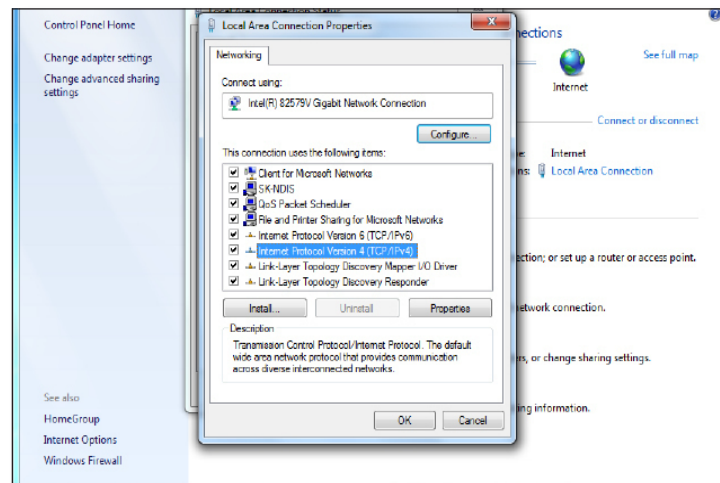 Control Panel Home
Change adapter settings
Change advanced sharing
settings
See also
HomeGroup
Internet Options
Windows Firewall
Local Area Connection Properties
Networking
Connect using:
Intel(R) 82579V Gigabit Network Connection
Configure...
This connection uses the following items:
Client for Microsoft Networks
SK-NDIS
QoS Packet Scheduler
File and Printer Sharing for Microsoft Networks
Internet Protocol Version 6 (TCP/IPv6)
Internet Protocol Version 4 (TCP/IPv4)
Link-Layer Topology Discovery Mapper I/O Driver
Link-Layer Topology Discovery Responder
Install...
Uninstall
Properties
Description
Transmission Control Protocol/Internet Protocol. The default
wide area network protocol that provides communication
across diverse interconnected networks.
OK
Cancel
See full map
Internet
Connect or disconnect
Internet
Local Area Connection
or set up a router or access point.
network connection.
or change sharing settings.
information.